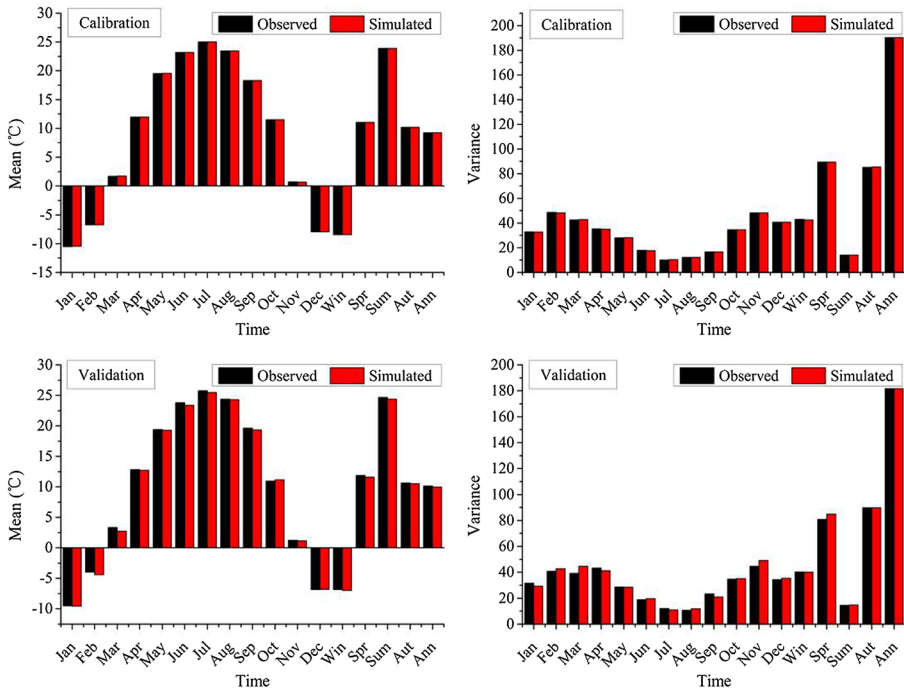 Calibration
Observed Simulated
30
25
20
15
10
5
0
-5
-10
-15
Mean (℃)
Jan Feb Mar Apr May Jun Jul Aug Sep Oct Nov Dec Win Spr Sum Aut Ann
Time
Calibration
Observed Simulated
200
180
160
140
120
100
80
60
40
20
0
Variance
Jan Feb Mar Apr May Jun Jul Aug Sep Oct Nov Dec Win Spr Sum Aut Ann
Time
Validation
Observed Simulated
30
25
20
15
10
5
0
-5
-10
Mean (℃)
Jan Feb Mar Apr May Jun Jul Aug Sep Oct Nov Dec Win Spr Sum Aut Ann
Time
Validation
Observed Simulated
200
180
160
140
120
100
80
60
40
20
0
Variance
Jan Feb Mar Apr May Jun Jul Aug Sep Oct Nov Dec Win Spr Sum Aut Ann
Time